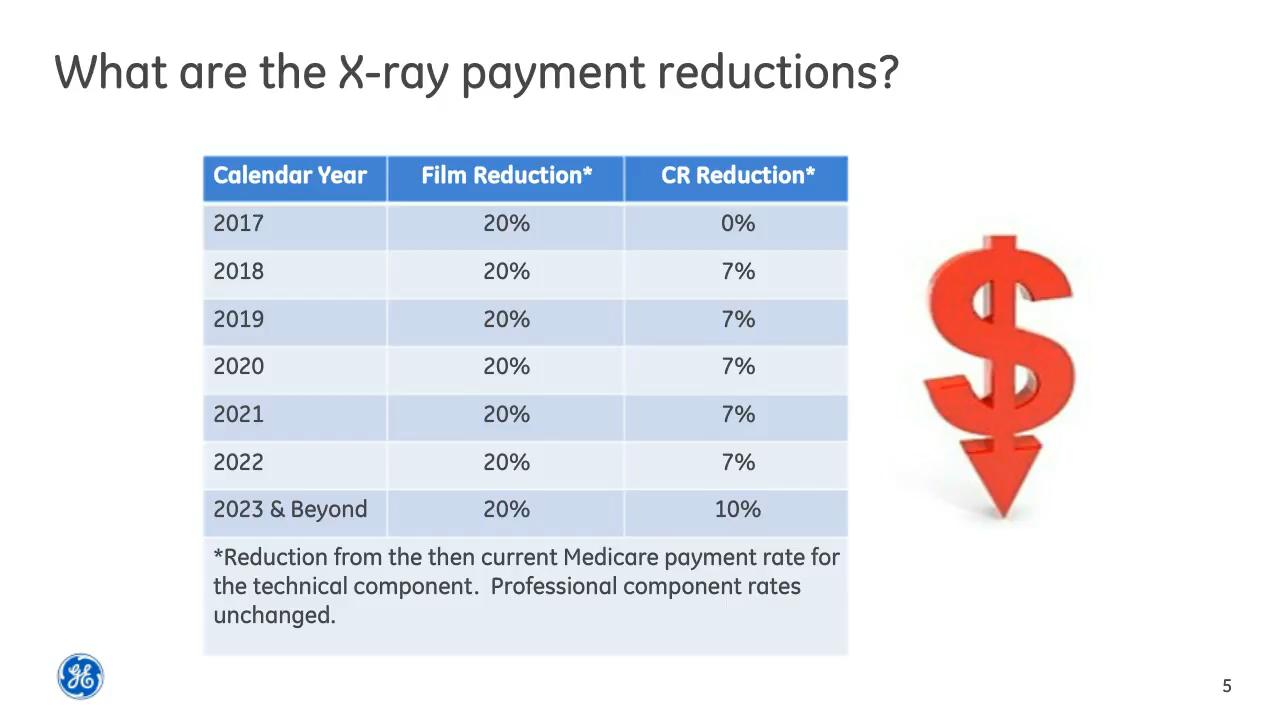 What are the X-ray payment reductions?
Calendar Year Film Reduction* CR Reduction*
2017 20% 0%
2018 20% 7%
2019 20% 7%
2020 20% 7%
2021 20% 7%
2022 20% 7%
2023 & Beyond 20% 10%
*Reduction from the then current Medicare payment rate for
the technical component.  Professional component rates
unchanged.
GE
5